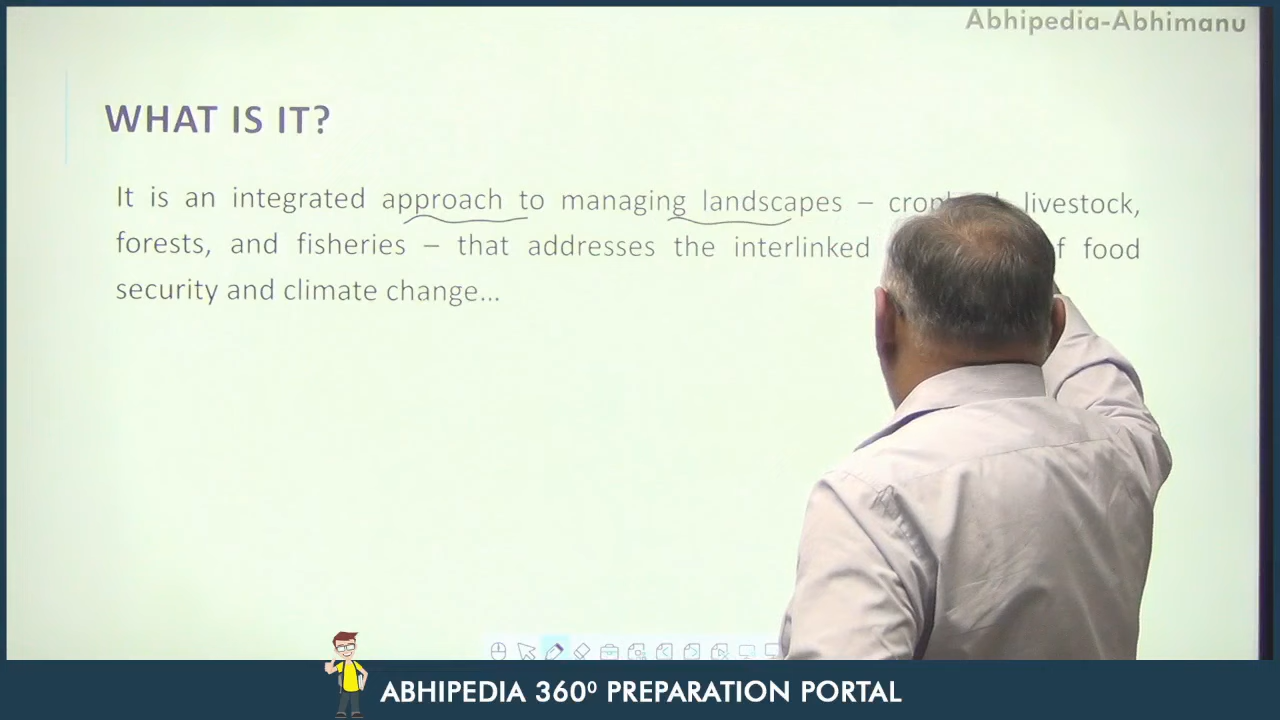 Abhipedia-Abhimanu
WHAT IS IT?
It is an integrated approach to managing landscapes – livestock,
forests, and fisheries – that addresses the interlinked food
security and climate change...
ABHIPEDIA 360⁰ PREPARATION PORTAL